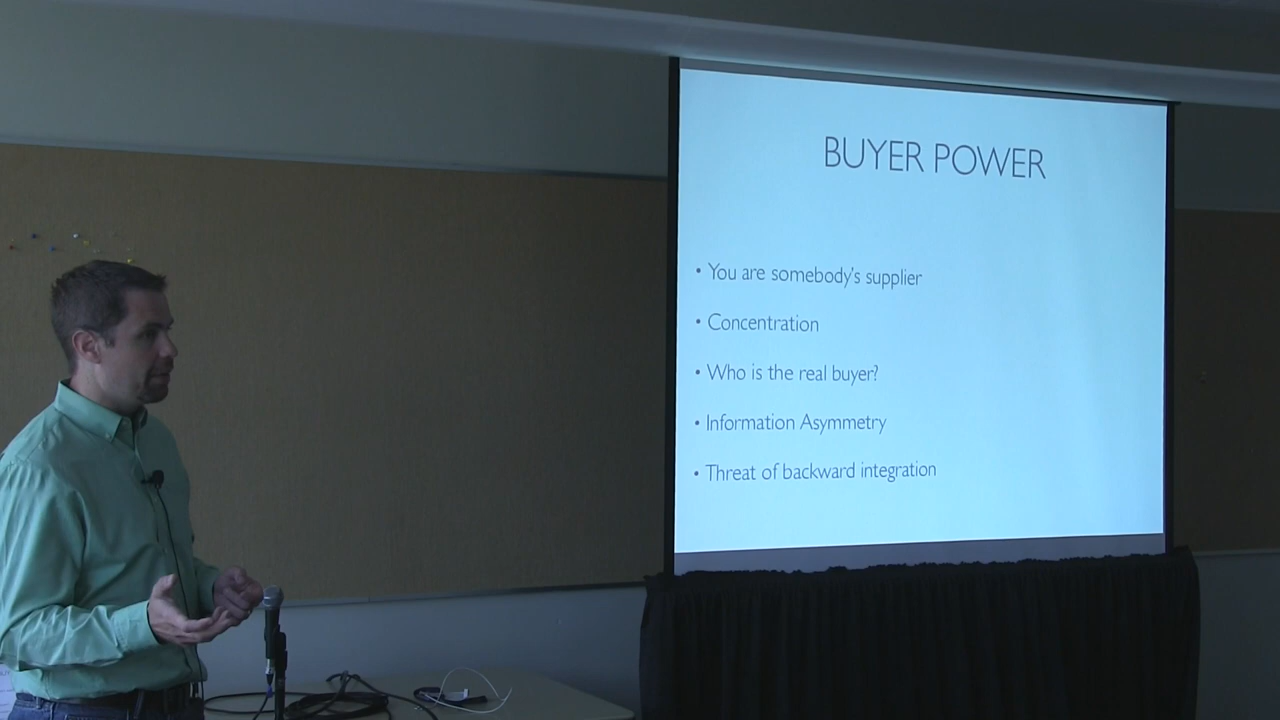 BUYER POWER
• You are somebody's supplier
• Concentration
• Who is the real buyer?
• Information Asymmetry
• Threat of backward integration